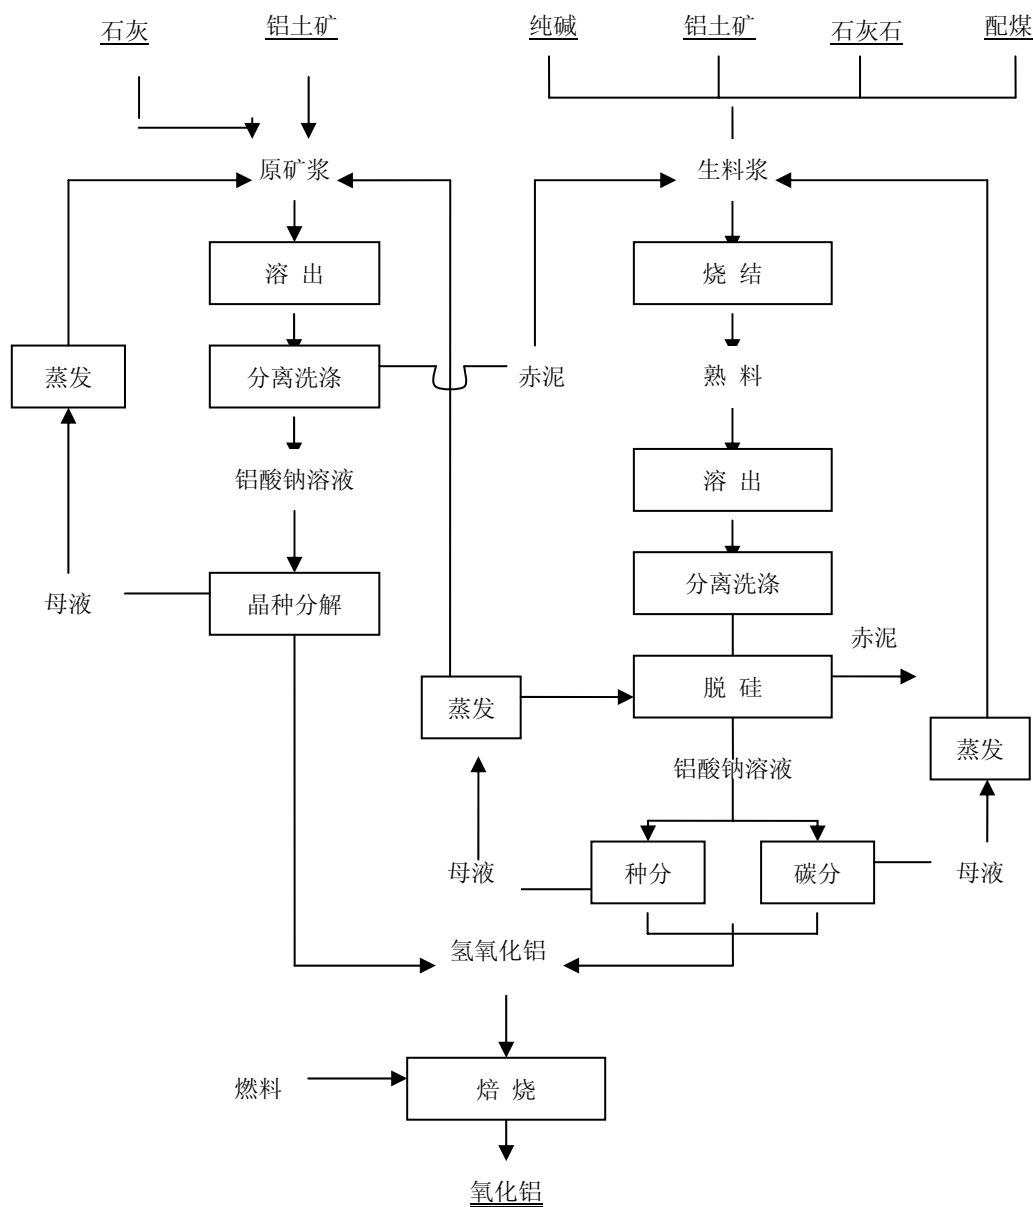 石灰 铝土矿 纯碱 铝土矿 石灰石 配煤
原矿浆 生料浆
溶 出 烧 结
蒸发 分离洗涤 赤泥 熟 料
铝酸钠溶液 溶 出
母液 晶种分解 分离洗涤
赤泥
蒸发 脱 硅
蒸发
铝酸钠溶液
母液 种分 碳分 母液
氢氧化铝
燃料 焙 烧
氧化铝